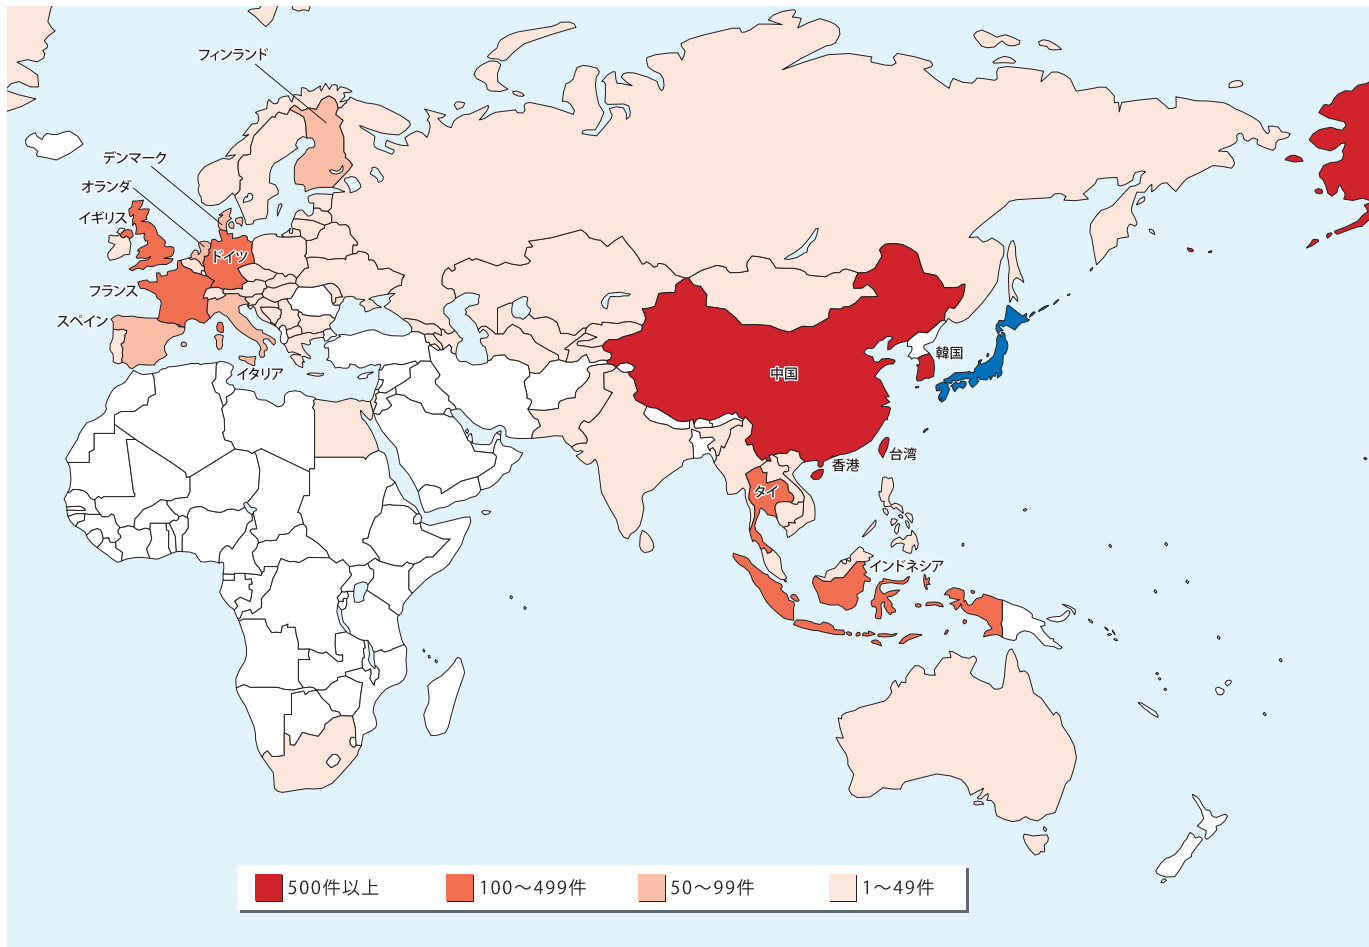 フィンランド
デンマーク
オランダ
イギリス
ドイツ
フランス
スペイン
イタリア
韓国
中国
台湾
香港
タイ
インドネシア
500件以上
100〜499件
50〜99件
1〜49件